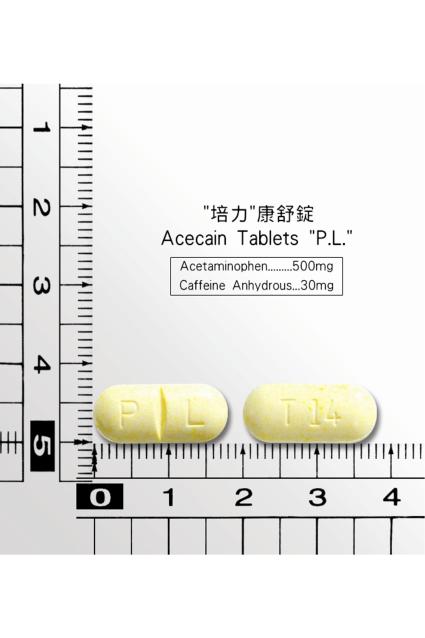 "培力"康舒錠
Acecain Tablets "P.L."
Acetaminophen.........500mg
Caffeine Anhydrous...30mg
1
2
3
4
5
P L
T 14
0 1 2 3 4